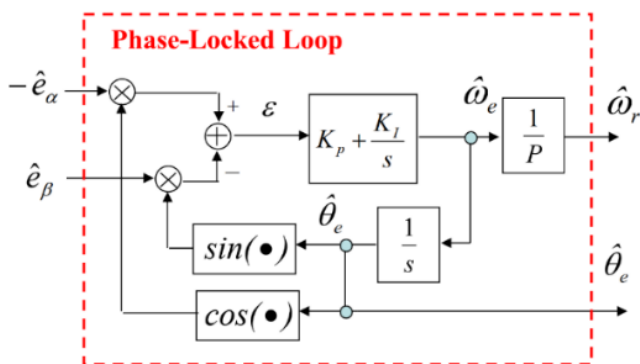 Phase-Locked Loop
−ê_α
+
ε
K_p + K_I/s
ω̂_e
1/P
ω̂_r
−
ê_β
θ̂_e
sin(●)
1/s
θ̂_e
cos(●)